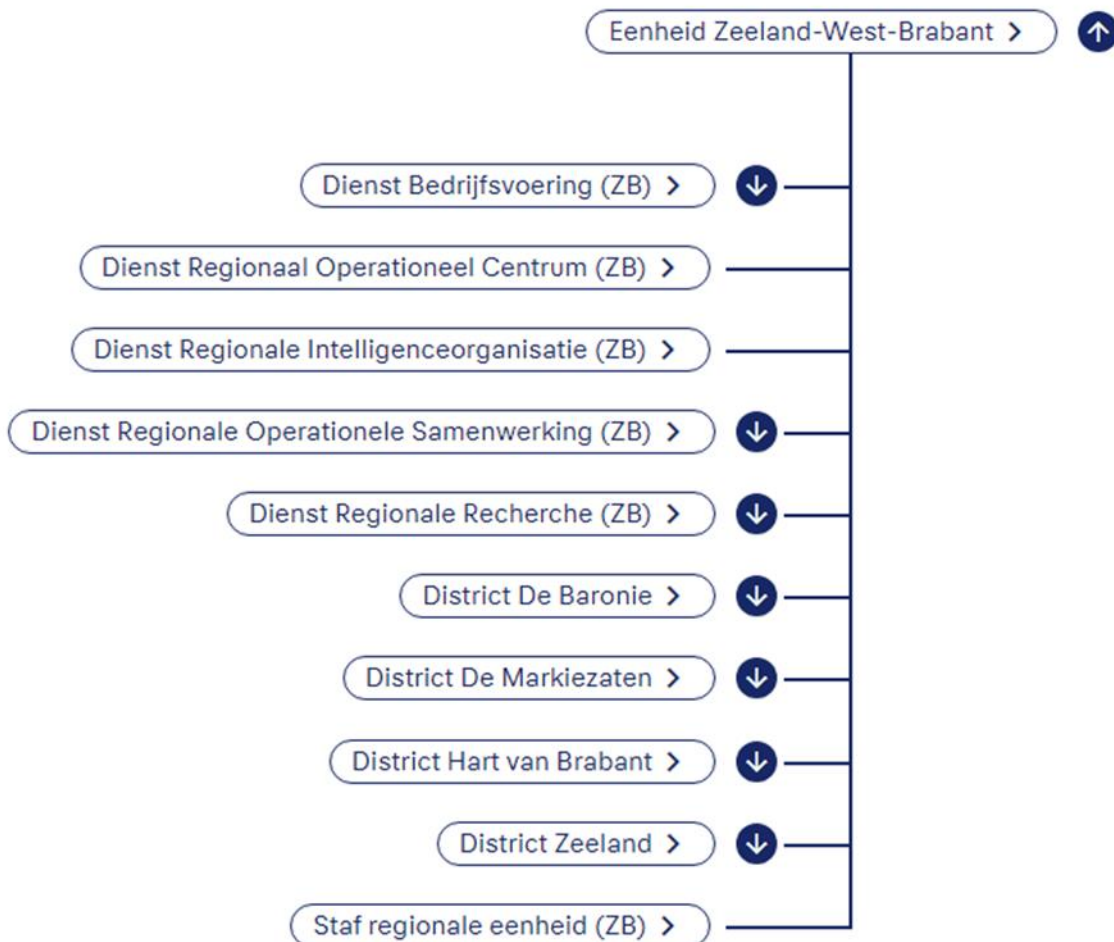 Eenheid Zeeland-West-Brabant
Dienst Bedrijfsvoering (ZB)
Dienst Regionaal Operationeel Centrum (ZB)
Dienst Regionale Intelligenceorganisatie (ZB)
Dienst Regionale Operationele Samenwerking (ZB)
Dienst Regionale Recherche (ZB)
District De Baronie
District De Markiezaten
District Hart van Brabant
District Zeeland
Staf regionale eenheid (ZB)